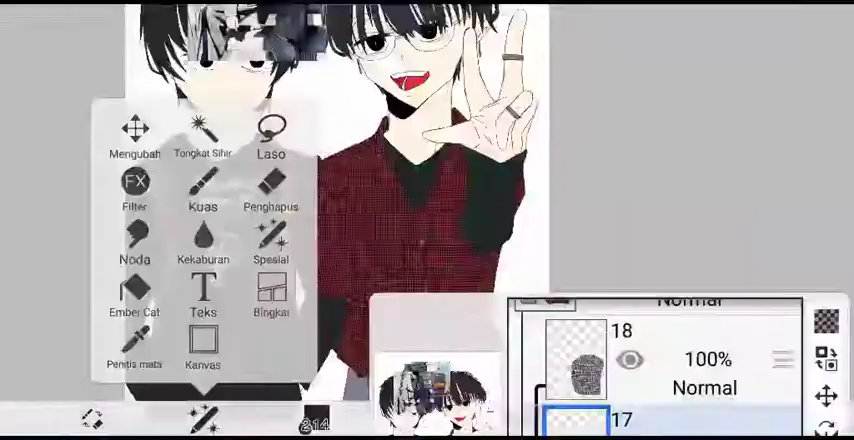 Mengubah Tongkat Sihir Laso
FX
Filter Kuas Penghapus
Noda Kekaburan Spesial
T
Ember Cat Teks Bingkai
Penitis mata Kanvas
Normal
18
100%
Normal
17
214